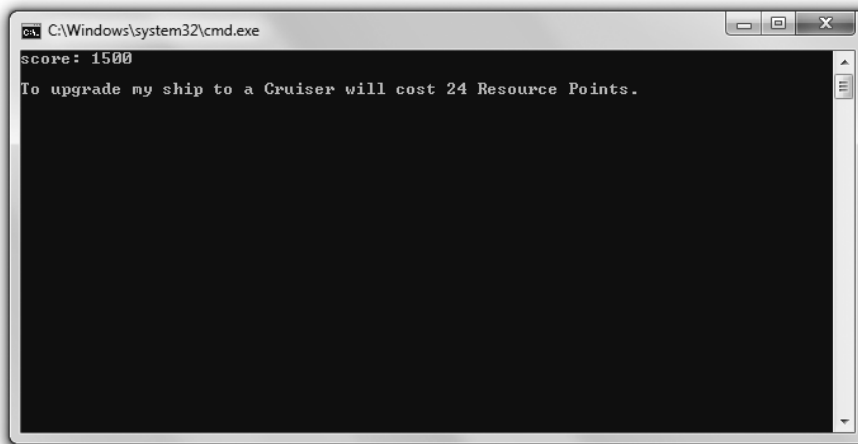 C:\Windows\system32\cmd.exe
score: 1500
To upgrade my ship to a Cruiser will cost 24 Resource Points.